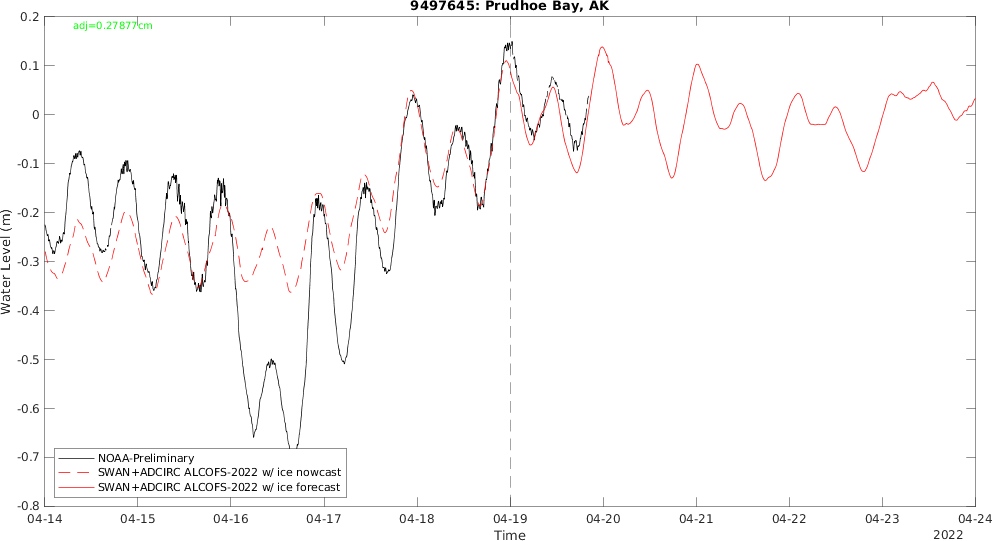 9497645: Prudhoe Bay, AK
adj=0.27877cm
0.2
0.1
0
-0.1
-0.2
-0.3
-0.4
-0.5
-0.6
-0.7
-0.8
Water Level (m)
NOAA-Preliminary
SWAN+ADCIRC ALCOFS-2022 w/ ice nowcast
SWAN+ADCIRC ALCOFS-2022 w/ ice forecast
04-14 04-15 04-16 04-17 04-18 04-19 04-20 04-21 04-22 04-23 04-24
Time
2022